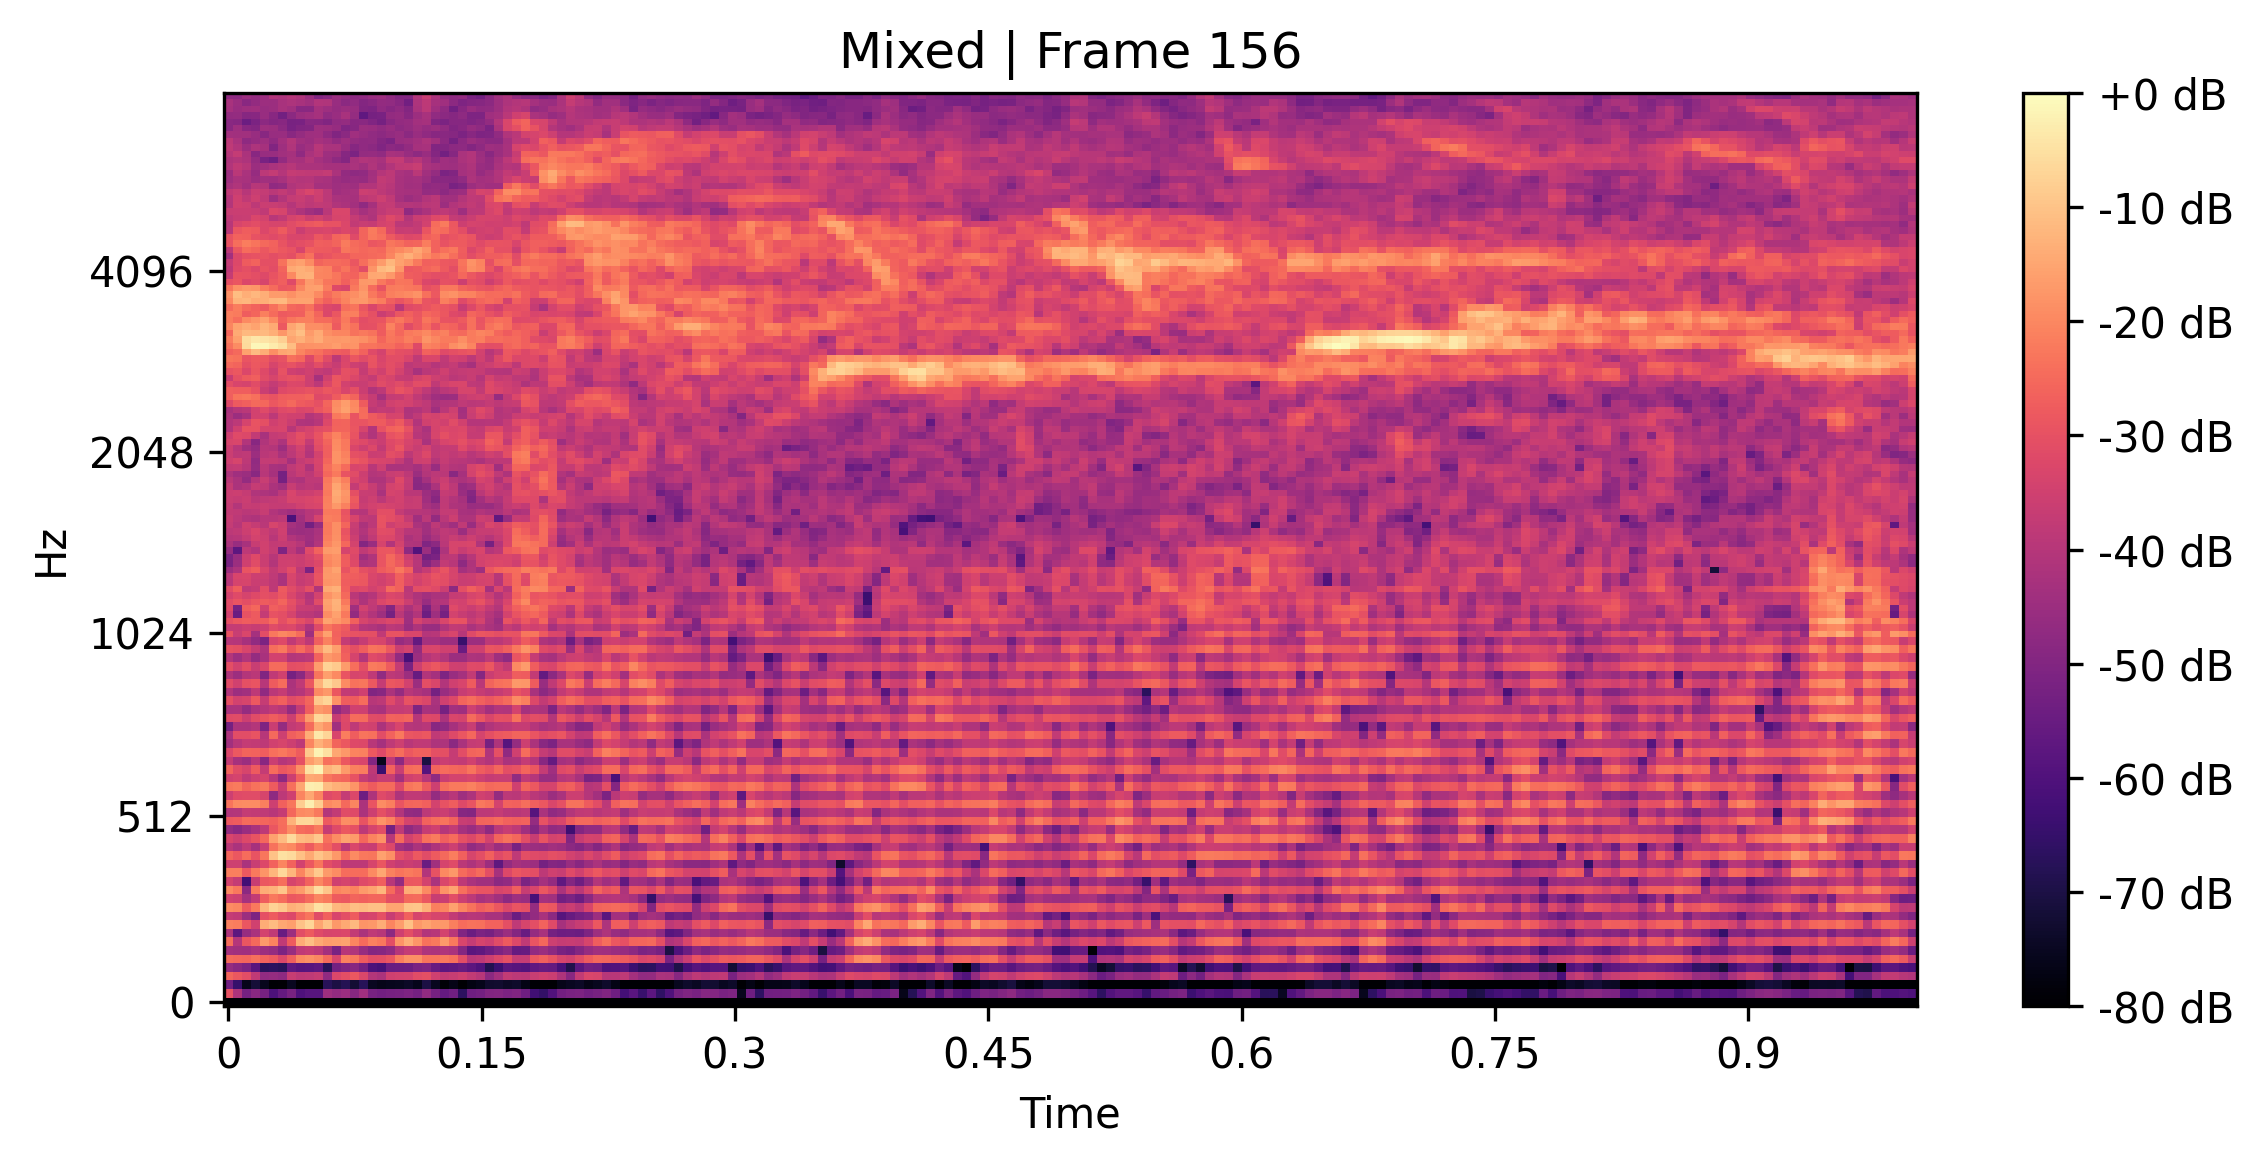 Mixed | Frame 156
+0 dB
4096
-10 dB
-20 dB
2048
-30 dB
Hz
-40 dB
1024
-50 dB
512
-60 dB
-70 dB
0
-80 dB
0 0.15 0.3 0.45 0.6 0.75 0.9
Time